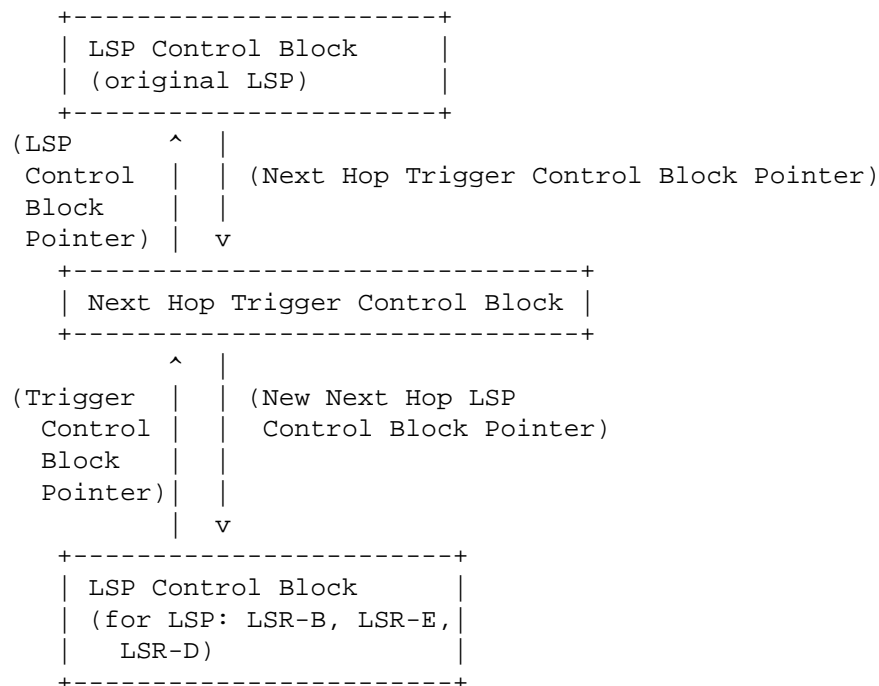 LSP Control Block
(original LSP)
(LSP
Control
Block
Pointer)
(Next Hop Trigger Control Block Pointer)
Next Hop Trigger Control Block
(Trigger
Control
Block
Pointer)
(New Next Hop LSP
Control Block Pointer)
LSP Control Block
(for LSP: LSR-B, LSR-E,
LSR-D)